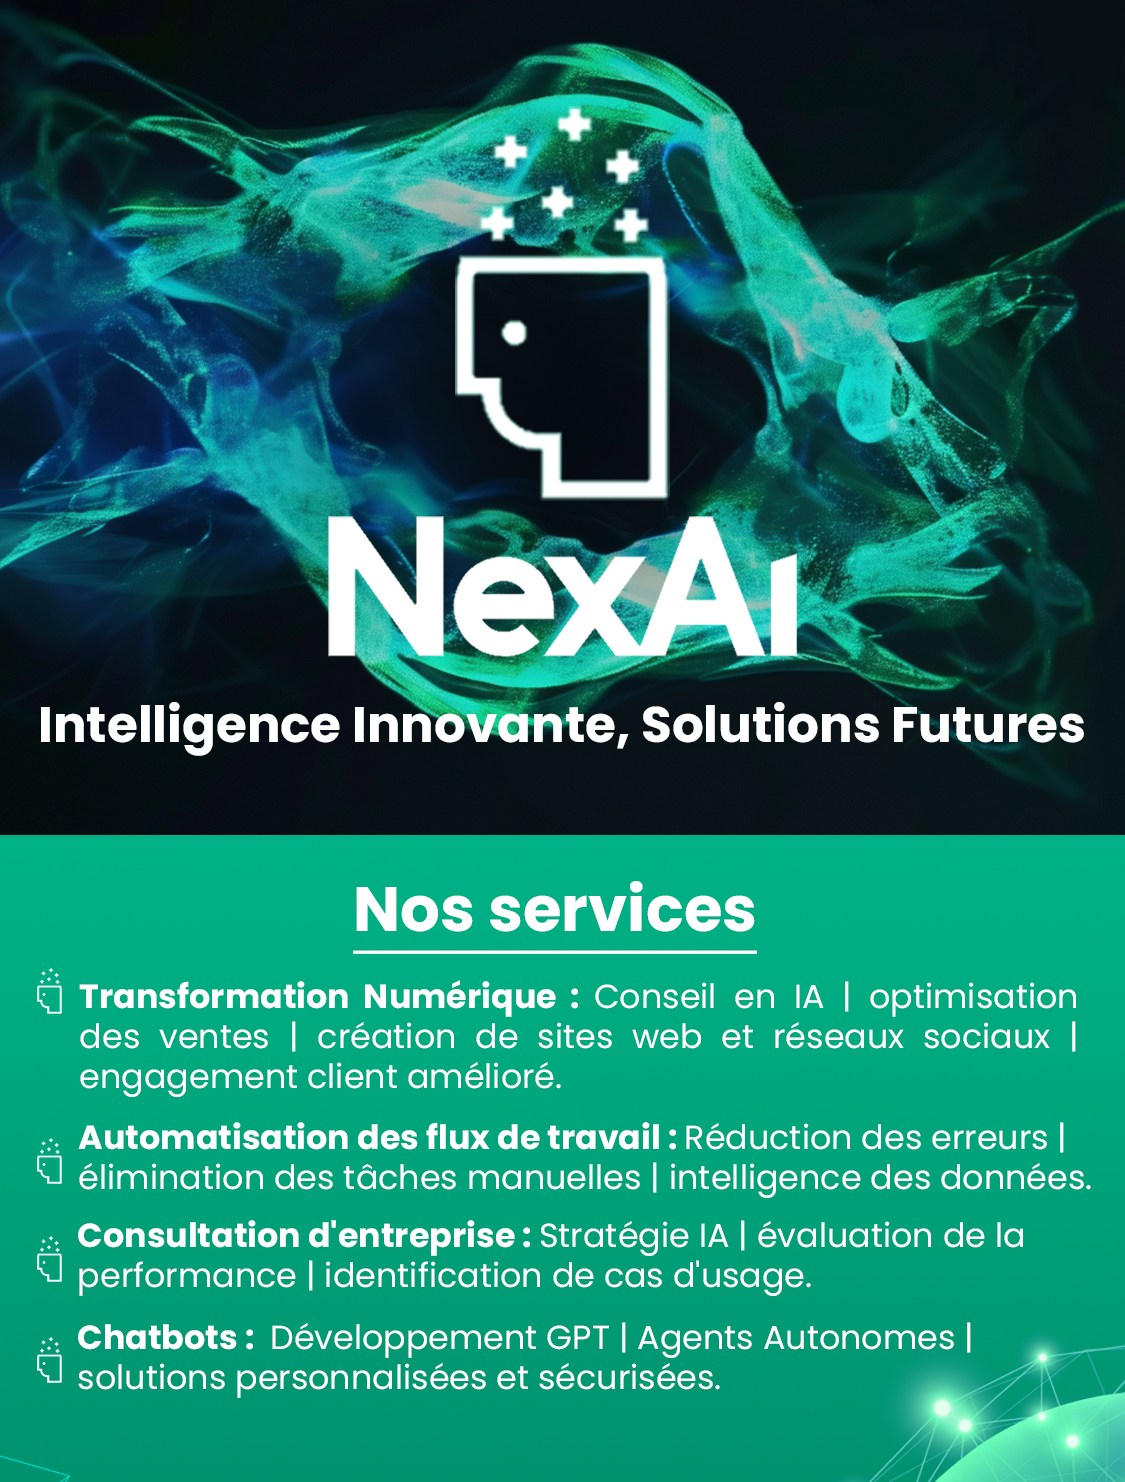 NexAi
Intelligence Innovante, Solutions Futures
Nos services
Transformation Numérique : Conseil en IA | optimisation
des ventes | création de sites web et réseaux sociaux |
engagement client amélioré.
Automatisation des flux de travail : Réduction des erreurs |
élimination des tâches manuelles | intelligence des données.
Consultation d'entreprise : Stratégie IA | évaluation de la
performance | identification de cas d'usage.
Chatbots : Développement GPT | Agents Autonomes |
solutions personnalisées et sécurisées.